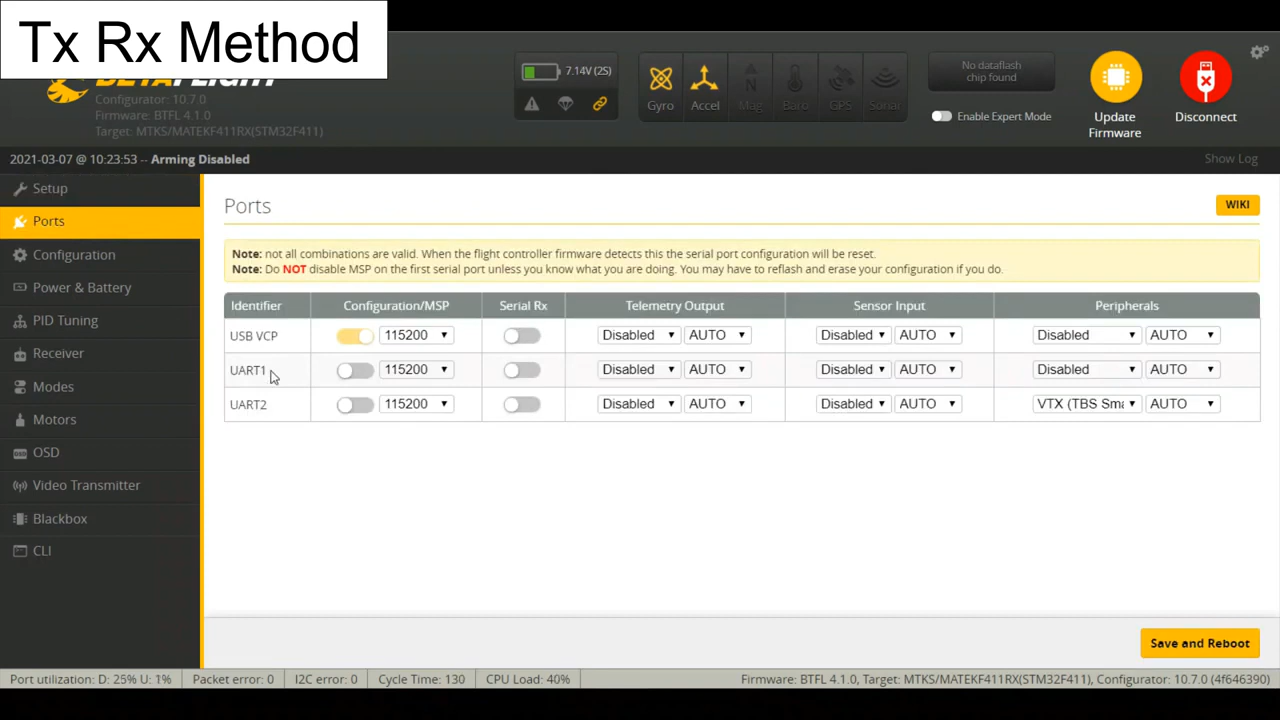 Tx Rx Method
BETAFLIGHT
Configurator: 10.7.0
Firmware: BTFL 4.1.0
Target: MTKS/MATEKF411RX(STM32F411)
7.14V (2S)
Gyro
Accel
Mag
Baro
GPS
Sonar
No dataflash
chip found
Enable Expert Mode
Update
Firmware
Disconnect
2021-03-07 @ 10:23:53 -- Arming Disabled
Show Log
Setup
Ports
Configuration
Power & Battery
PID Tuning
Receiver
Modes
Motors
OSD
Video Transmitter
Blackbox
CLI
Ports
WIKI
Note: not all combinations are valid. When the flight controller firmware detects this the serial port configuration will be reset.
Note: Do NOT disable MSP on the first serial port unless you know what you are doing. You may have to reflash and erase your configuration if you do.
Identifier Configuration/MSP Serial Rx Telemetry Output Sensor Input Peripherals
USB VCP 115200 Disabled AUTO Disabled AUTO Disabled AUTO
UART1 115200 Disabled AUTO Disabled AUTO Disabled AUTO
UART2 115200 Disabled AUTO Disabled AUTO VTX (TBS Sma AUTO
Save and Reboot
Port utilization: D: 25% U: 1% Packet error: 0 I2C error: 0 Cycle Time: 130 CPU Load: 40% Firmware: BTFL 4.1.0, Target: MTKS/MATEKF411RX(STM32F411), Configurator: 10.7.0 (4f646390)